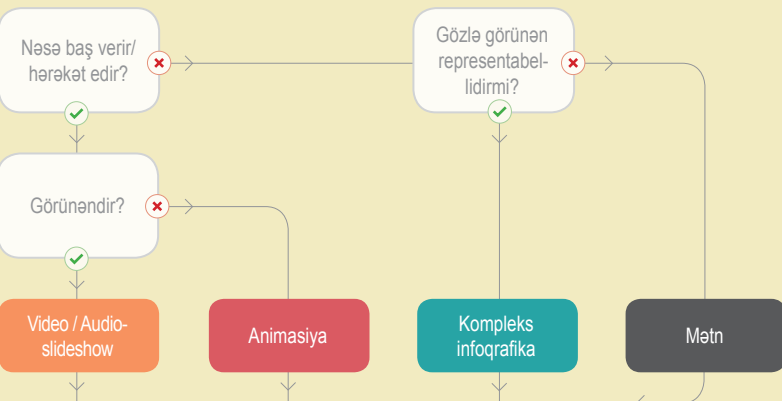 Nəsə baş verir/
hərəkət edir?
Gözlə görünən
representabel-
lidirmi?
Görünəndir?
Video / Audio-
slideshow
Animasiya
Kompleks
infoqrafika
Mətn